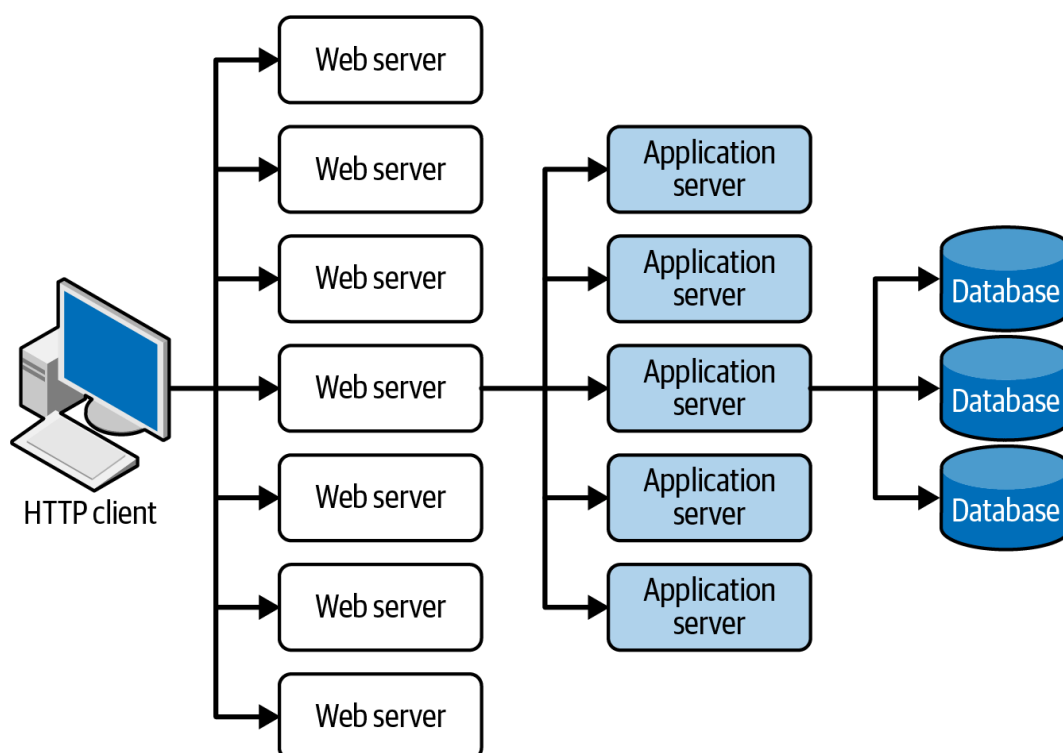 Web server
Web server
Web server
Web server
Web server
Web server
Web server
Application
server
Application
server
Application
server
Application
server
Application
server
Database
Database
Database
HTTP client